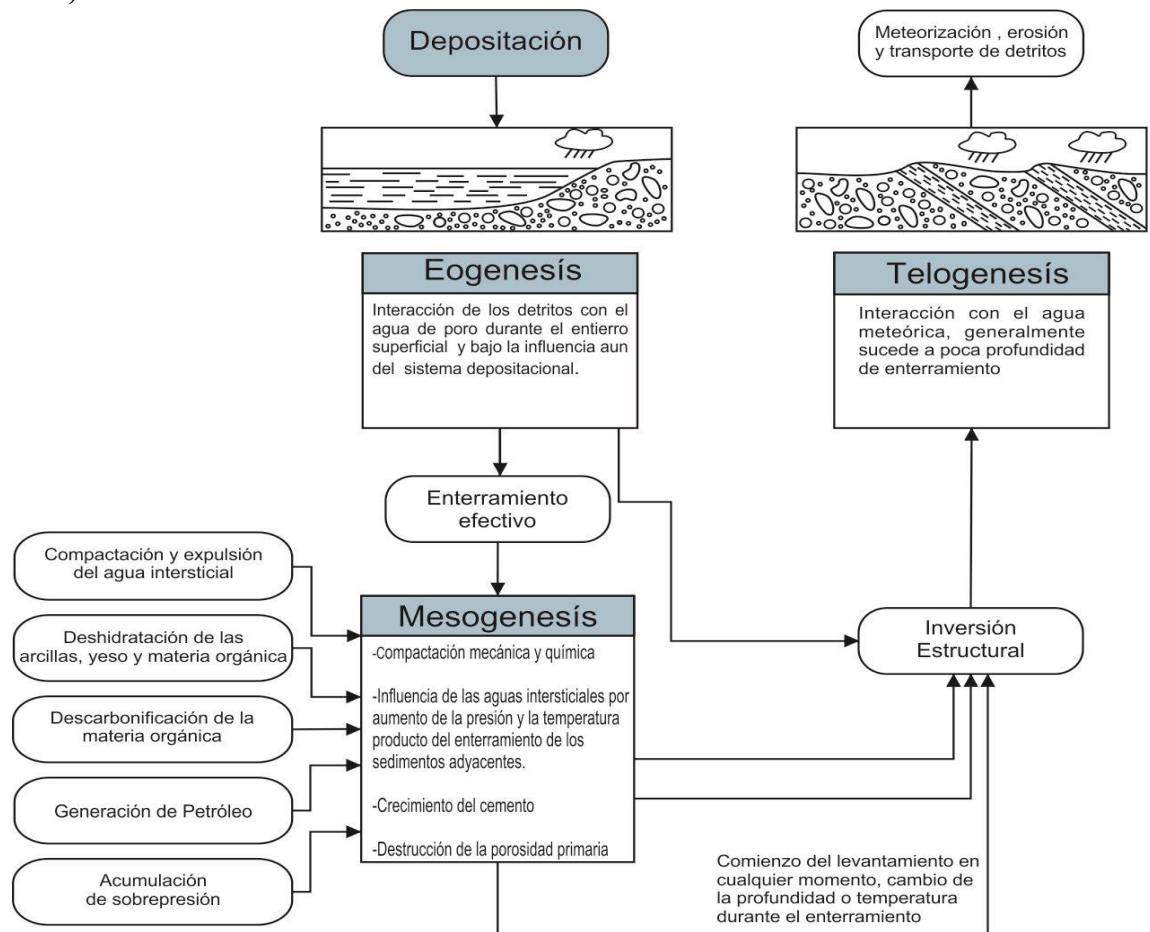 Depositación
Meteorización , erosión
y transporte de detritos
Eogenesís
Interacción de los detritos con el
agua de poro durante el entierro
superficial y bajo la influencia aun
del sistema depositacional.
Telogenesís
Interacción con el agua
meteórica, generalmente
sucede a poca profundidad
de enterramiento
Enterramiento
efectivo
Compactación y expulsión
del agua intersticial
Deshidratación de las
arcillas, yeso y materia orgánica
Descarbonificación de la
materia orgánica
Generación de Petróleo
Acumulación
de sobrepresión
Mesogenesís
-Compactación mecánica y química
-Influencia de las aguas intersticiales por
aumento de la presión y la temperatura
producto del enterramiento de los
sedimentos adyacentes.
-Crecimiento del cemento
-Destrucción de la porosidad primaria
Inversión
Estructural
Comienzo del levantamiento en
cualquier momento, cambio de
la profundidad o temperatura
durante el enterramiento